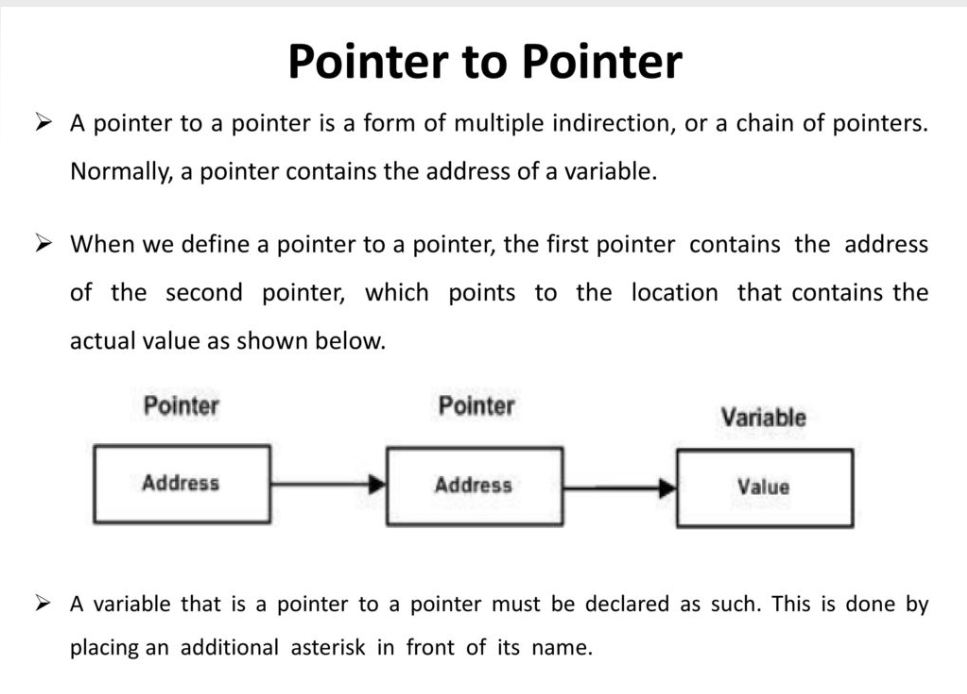 Pointer to Pointer
➢ A pointer to a pointer is a form of multiple indirection, or a chain of pointers.
Normally, a pointer contains the address of a variable.
➢ When we define a pointer to a pointer, the first pointer contains the address
of the second pointer, which points to the location that contains the
actual value as shown below.
Pointer Pointer Variable
Address Address Value
➢ A variable that is a pointer to a pointer must be declared as such. This is done by
placing an additional asterisk in front of its name.